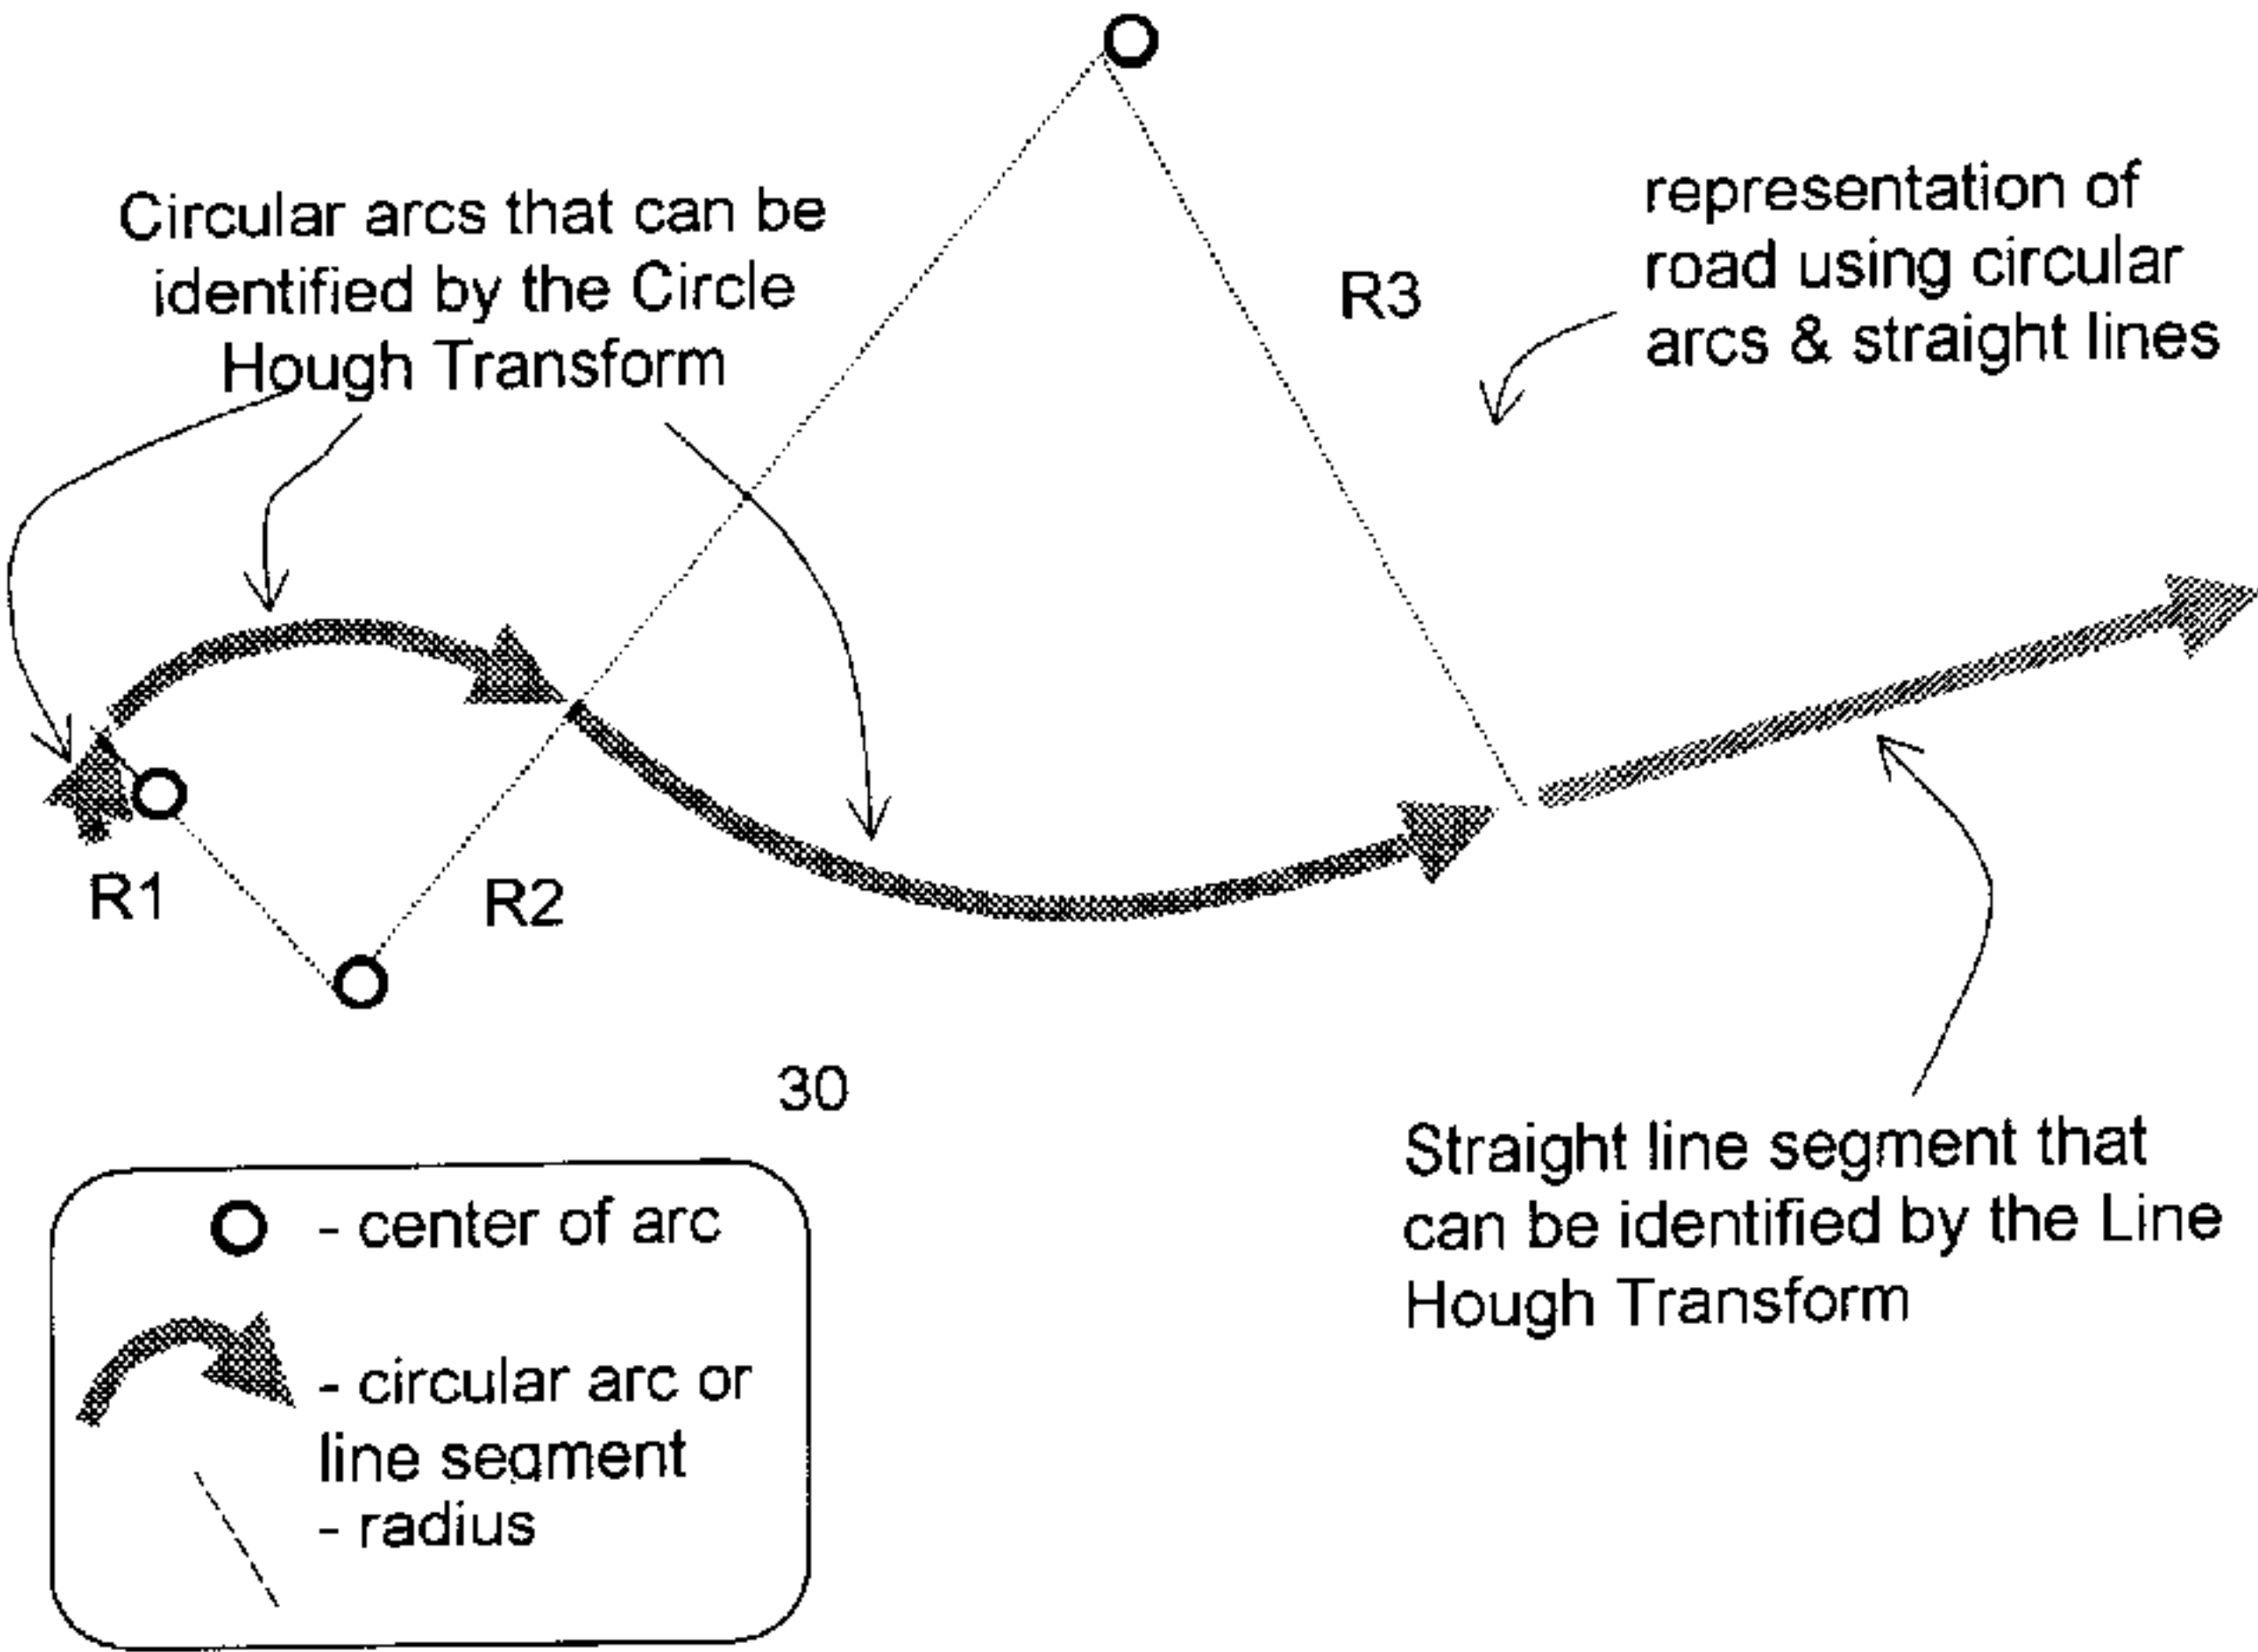 Circular arcs that can be
identified by the Circle
Hough Transform
representation of
road using circular
arcs & straight lines
R3
R1
R2
30
Straight line segment that
can be identified by the Line
Hough Transform
- center of arc
- circular arc or
line segment
- radius